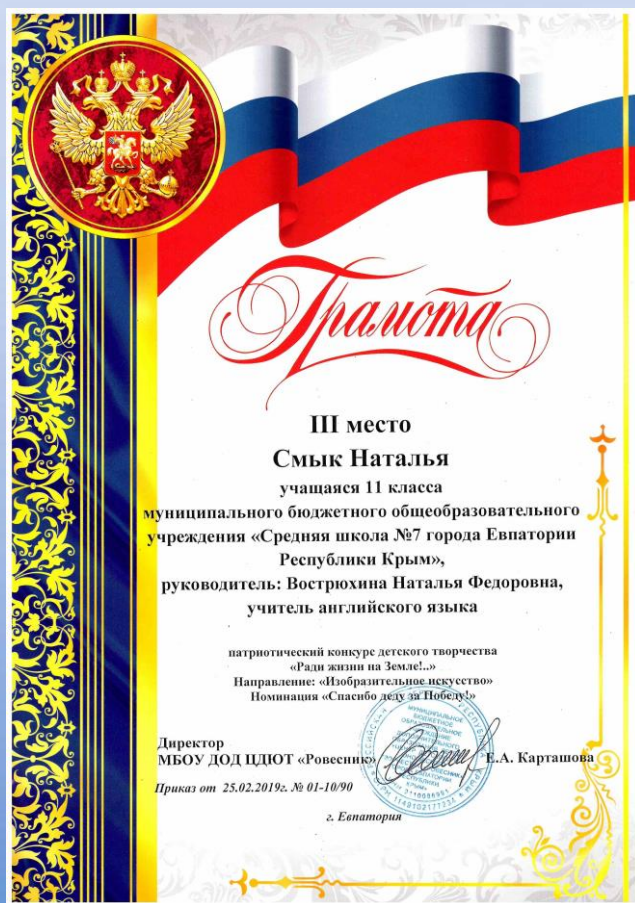 Грамота
III место
Смык Наталья
учащаяся 11 класса
муниципального бюджетного общеобразовательного
учреждения «Средняя школа №7 города Евпатории
Республики Крым»,
руководитель: Вострюхина Наталья Федоровна,
учитель английского языка
патриотический конкурс детского творчества
«Ради жизни на Земле!..»
Направление: «Изобразительное искусство»
Номинация «Спасибо деду за Победу!»
Директор
МБОУ ДОД ЦДЮТ «Ровесник» Е.А. Карташова
Приказ от 25.02.2019г. № 01-10/90
г. Евпатория
МУНИЦИПАЛЬНОЕ
БЮДЖЕТНОЕ